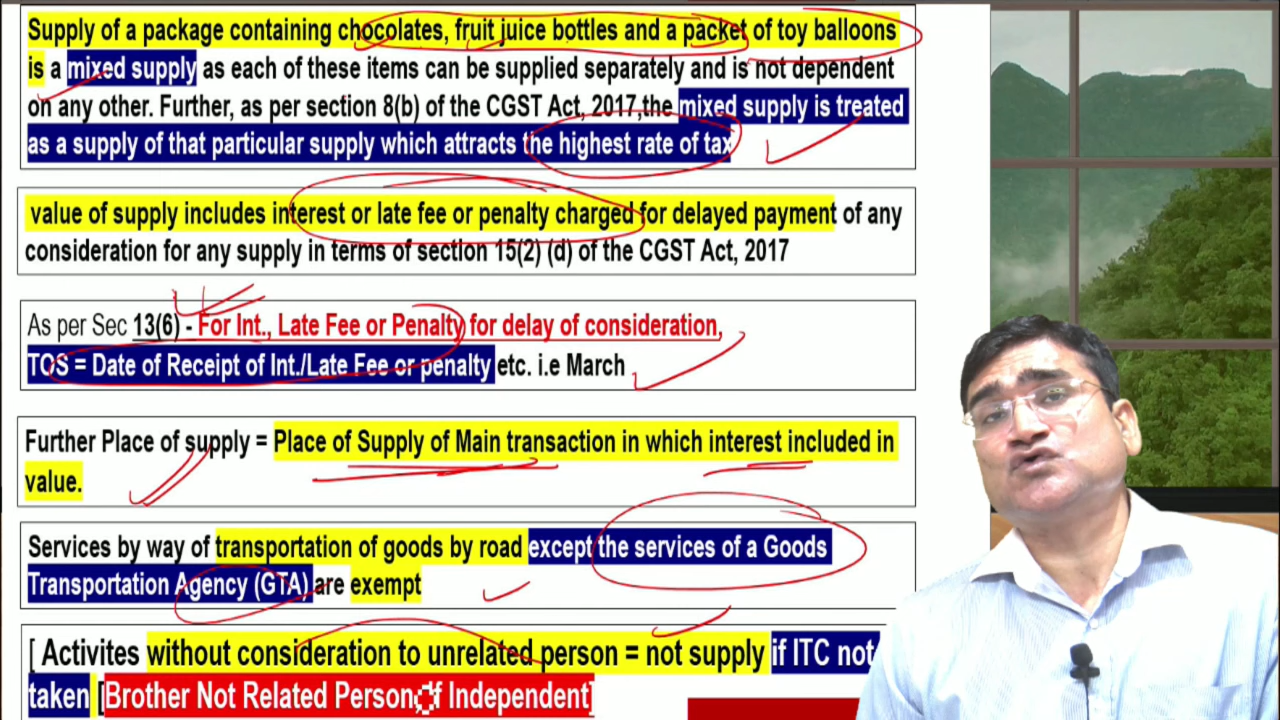 Supply of a package containing chocolates, fruit juice bottles and a packet of toy balloons
is a mixed supply as each of these items can be supplied separately and is not dependent
on any other. Further, as per section 8(b) of the CGST Act, 2017,the mixed supply is treated
as a supply of that particular supply which attracts the highest rate of tax
value of supply includes interest or late fee or penalty charged for delayed payment of any
consideration for any supply in terms of section 15(2) (d) of the CGST Act, 2017
As per Sec 13(6) - For Int., Late Fee or Penalty for delay of consideration,
TOS = Date of Receipt of Int./Late Fee or penalty etc. i.e March
Further Place of supply = Place of Supply of Main transaction in which interest included in
value.
Services by way of transportation of goods by road except the services of a Goods
Transportation Agency (GTA) are exempt
[ Activites without consideration to unrelated person = not supply if ITC not
taken [Brother Not Related Person if Independent]